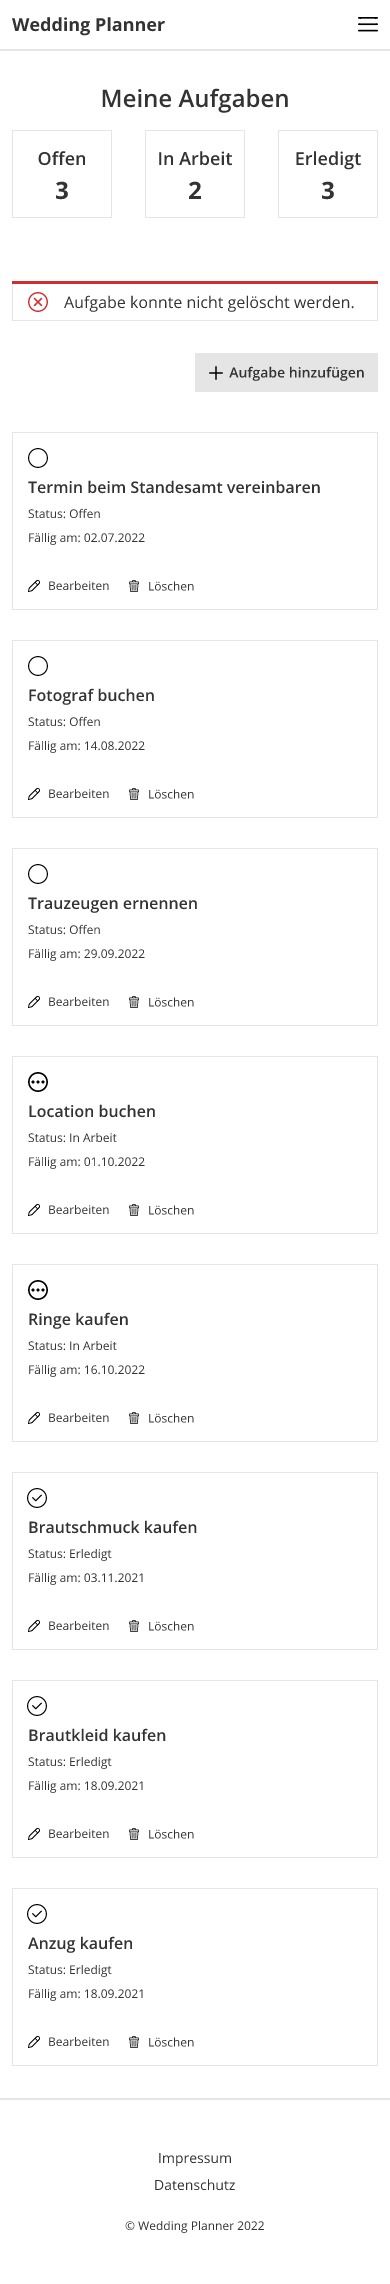 Wedding Planner
Meine Aufgaben
Offen
3
In Arbeit
2
Erledigt
3
Aufgabe konnte nicht gelöscht werden.
Aufgabe hinzufügen
Termin beim Standesamt vereinbaren
Status: Offen
Fällig am: 02.07.2022
Bearbeiten Löschen
Fotograf buchen
Status: Offen
Fällig am: 14.08.2022
Bearbeiten Löschen
Trauzeugen ernennen
Status: Offen
Fällig am: 29.09.2022
Bearbeiten Löschen
Location buchen
Status: In Arbeit
Fällig am: 01.10.2022
Bearbeiten Löschen
Ringe kaufen
Status: In Arbeit
Fällig am: 16.10.2022
Bearbeiten Löschen
Brautschmuck kaufen
Status: Erledigt
Fällig am: 03.11.2021
Bearbeiten Löschen
Brautkleid kaufen
Status: Erledigt
Fällig am: 18.09.2021
Bearbeiten Löschen
Anzug kaufen
Status: Erledigt
Fällig am: 18.09.2021
Bearbeiten Löschen
Impressum
Datenschutz
© Wedding Planner 2022